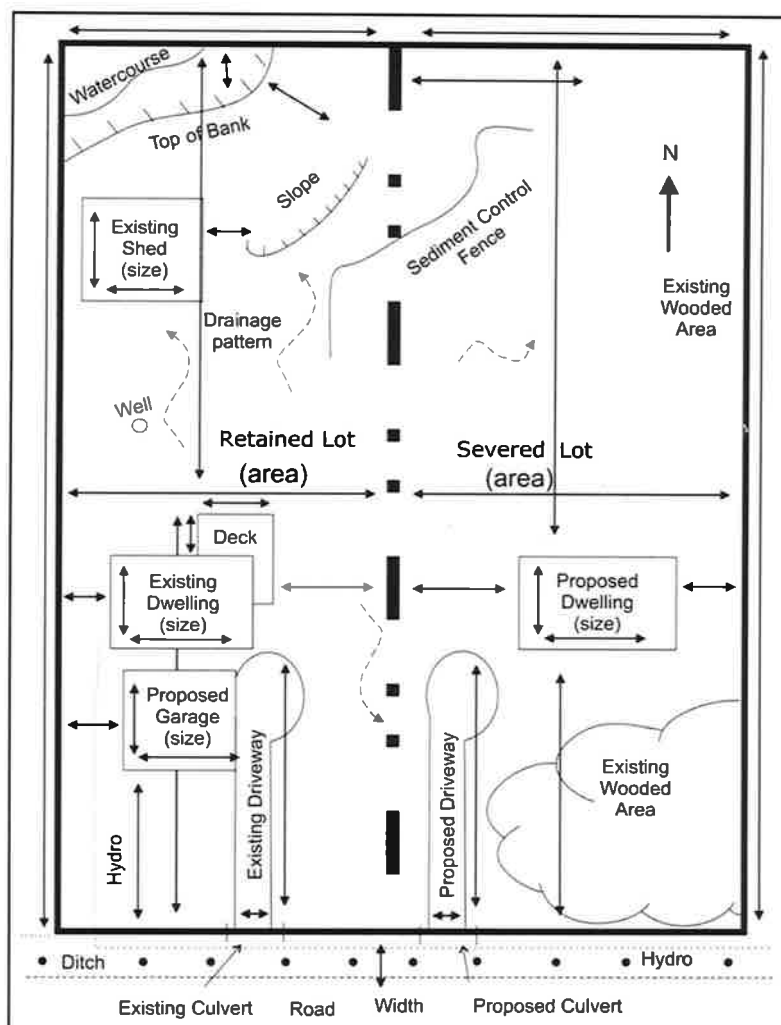 Watercourse
Top of Bank
Slope
N
Existing
Shed
(size)
Sediment Control
Fence
Existing
Wooded
Area
Drainage
pattern
Well
Retained Lot
(area)
Severed Lot
(area)
Deck
Existing
Dwelling
(size)
Proposed
Dwelling
(size)
Proposed
Garage
(size)
Existing Driveway
Proposed Driveway
Existing
Wooded
Area
Hydro
Ditch
Hydro
Existing Culvert
Road
Width
Proposed Culvert